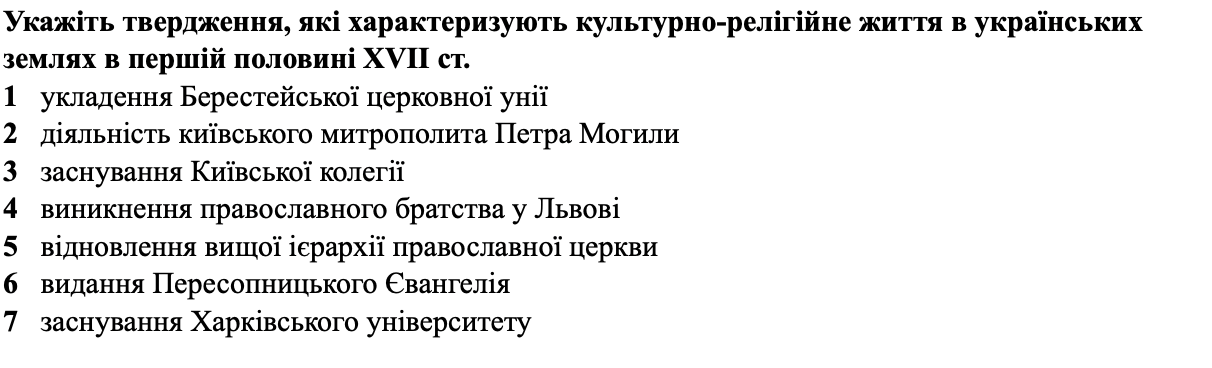 Укажіть твердження, які характеризують культурно-релігійне життя в українських
землях в першій половині XVII ст.
1 укладення Берестейської церковної унії
2 діяльність київського митрополита Петра Могили
3 заснування Київської колегії
4 виникнення православного братства у Львові
5 відновлення вищої ієрархії православної церкви
6 видання Пересопницького Євангелія
7 заснування Харківського університету